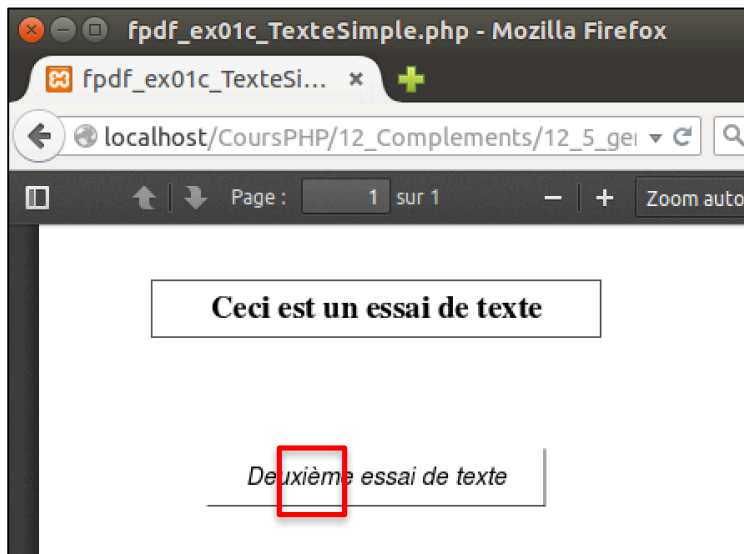 fpdf_ex01c_TexteSimple.php - Mozilla Firefox
fpdf_ex01c_TexteSi...
localhost/CoursPHP/12_Complements/12_5_ge
Page : 1 sur 1 Zoom auto
Ceci est un essai de texte
Deuxième essai de texte